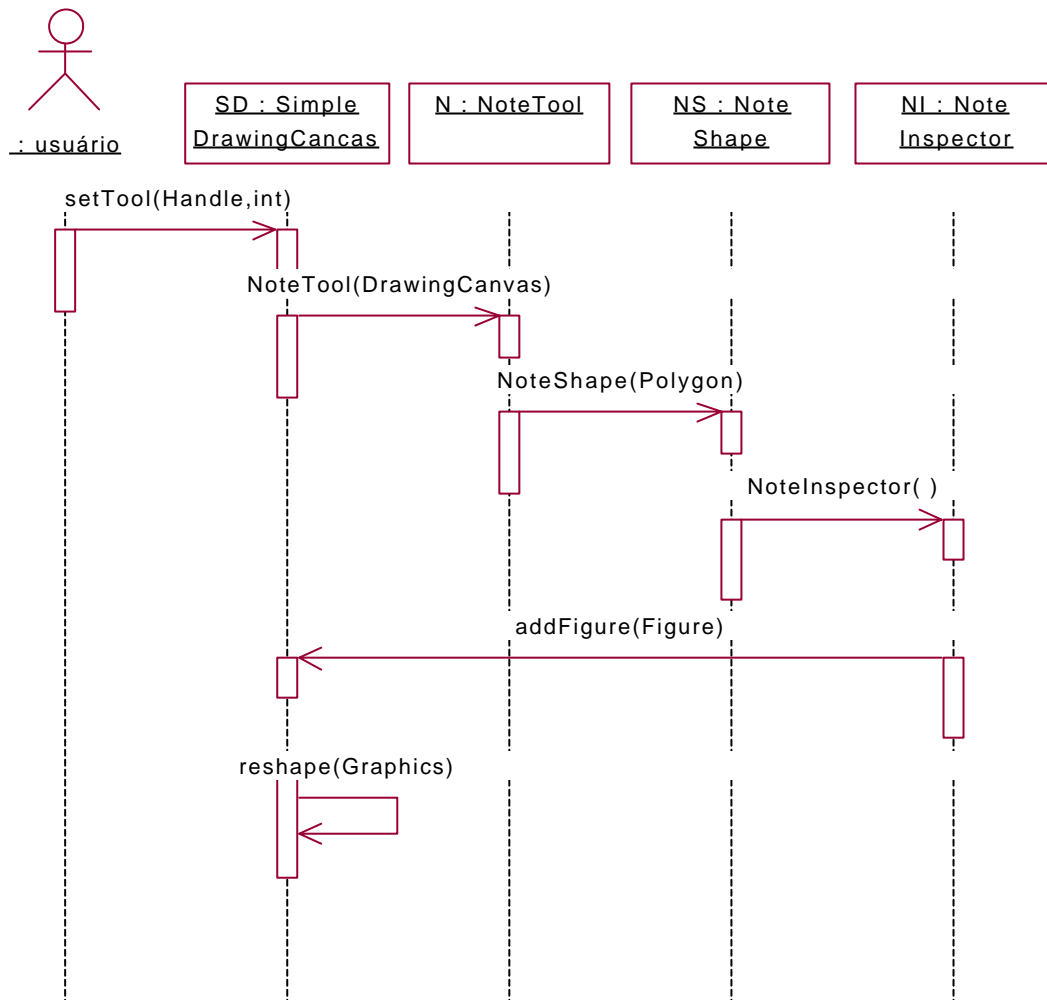 : usuário
SD : Simple
DrawingCancas
N : NoteTool
NS : Note
Shape
NI : Note
Inspector
setTool(Handle,int)
NoteTool(DrawingCanvas)
NoteShape(Polygon)
NoteInspector( )
addFigure(Figure)
reshape(Graphics)